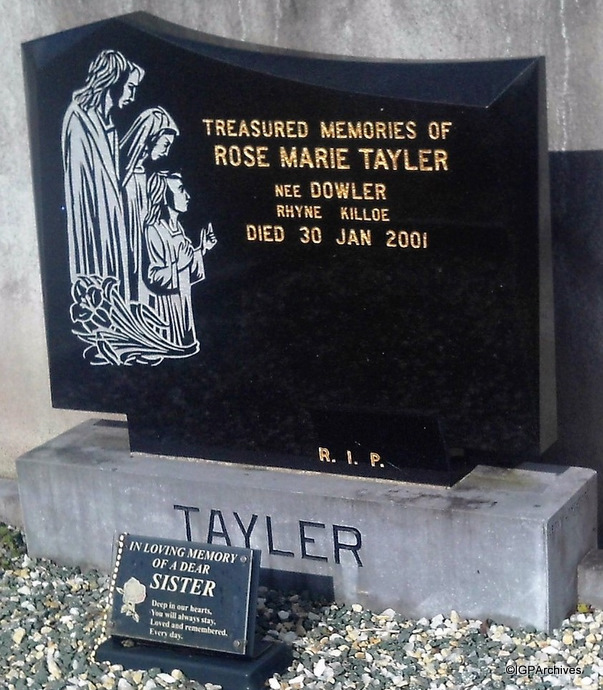 TREASURED MEMORIES OF
ROSE MARIE TAYLER
NEE DOWLER
RHYNE KILLOE
DIED 30 JAN 2001
R. I. P.
TAYLER
IN LOVING MEMORY
OF A DEAR
SISTER
Deep in our hearts,
You will always stay,
Loved and remembered,
Every day.
©IGPArchives